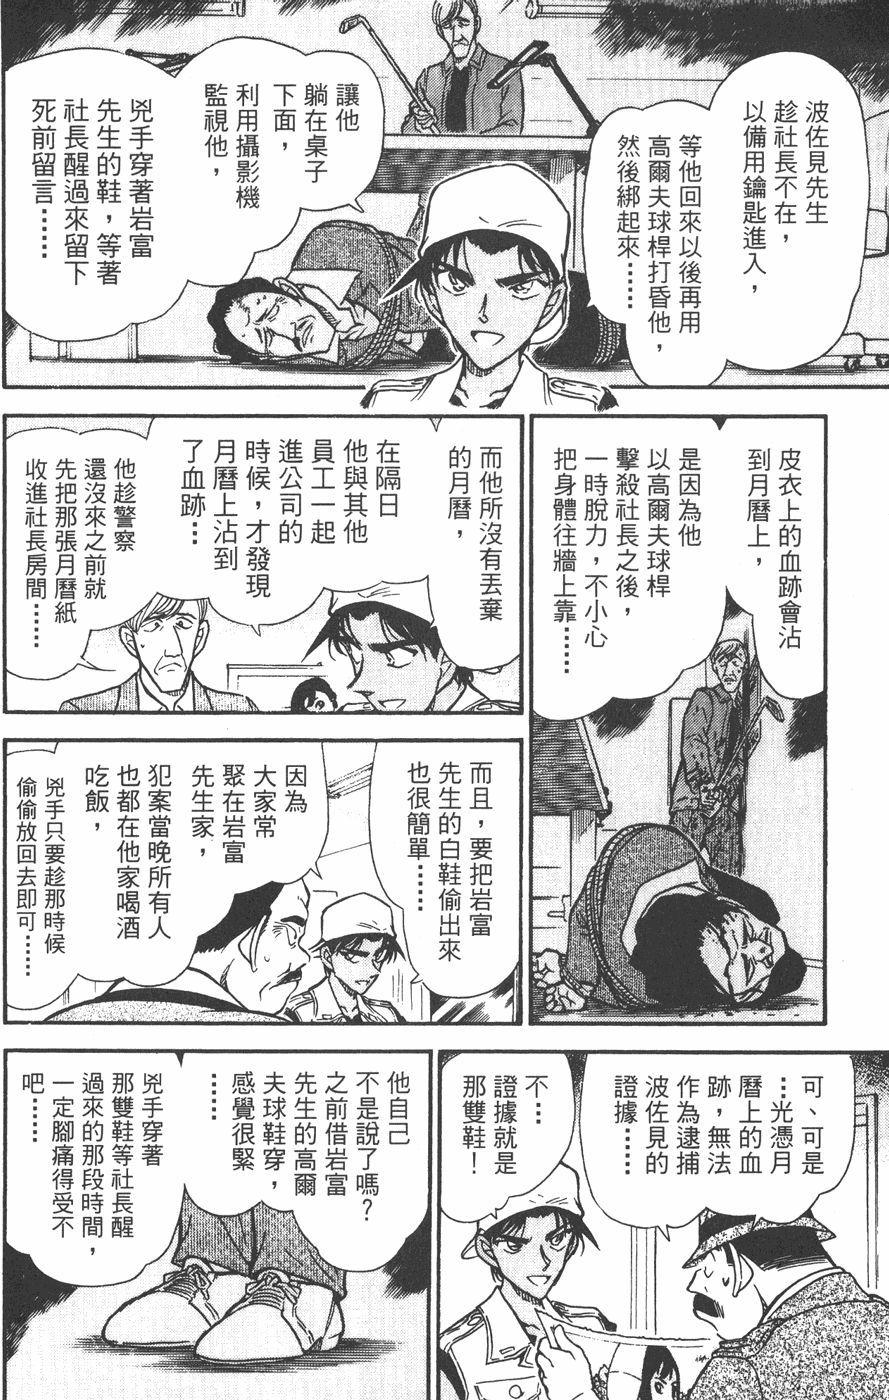 波佐見先生
趁社長不在，
以備用鑰匙進入，
等他回來以後再用
高爾夫球桿打昏他，
然後綁起來……
讓他
躺在桌子
下面，
利用攝影機
監視他，
兇手穿著岩富
先生的鞋，等著
社長醒過來留下
死前留言……
皮衣上的血跡會沾
到月曆上，
是因為他
以高爾夫球桿
擊殺社長之後，
一時脫力，不小心
把身體往牆上靠……
而他所沒有丟棄
的月曆，
在隔日
他與其他
員工一起
進公司的
時候，才發現
月曆上沾到
了血跡…
他趁警察
還沒來之前就
先把那張月曆紙
收進社長房間……
而且，要把岩富
先生的白鞋偷出來
也很簡單……
因為
大家常
聚在岩富
先生家，
犯案當晚所有人
也都在他家喝酒
吃飯，
兇手只要趁那時候
偷偷放回去即可……
可、可是
…光憑月
曆上的血
跡，無法
作為逮捕
波佐見的
證據…
不…
證據就是
那雙鞋！
他自己
不是說了嗎？
之前借岩富
先生的高爾
夫球鞋穿，
感覺很緊
……
兇手穿著
那雙鞋等社長醒
過來的那段時間，
一定腳痛得受不
吧……